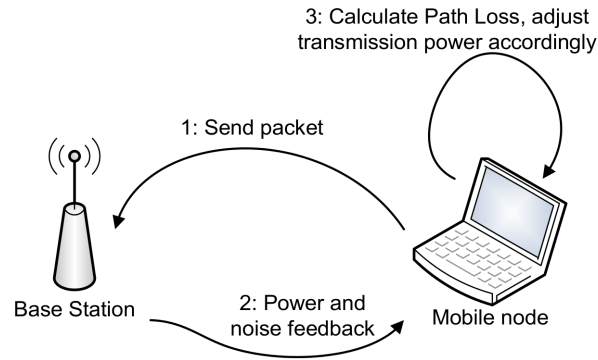 3: Calculate Path Loss, adjust
transmission power accordingly
1: Send packet
Base Station
2: Power and
noise feedback
Mobile node